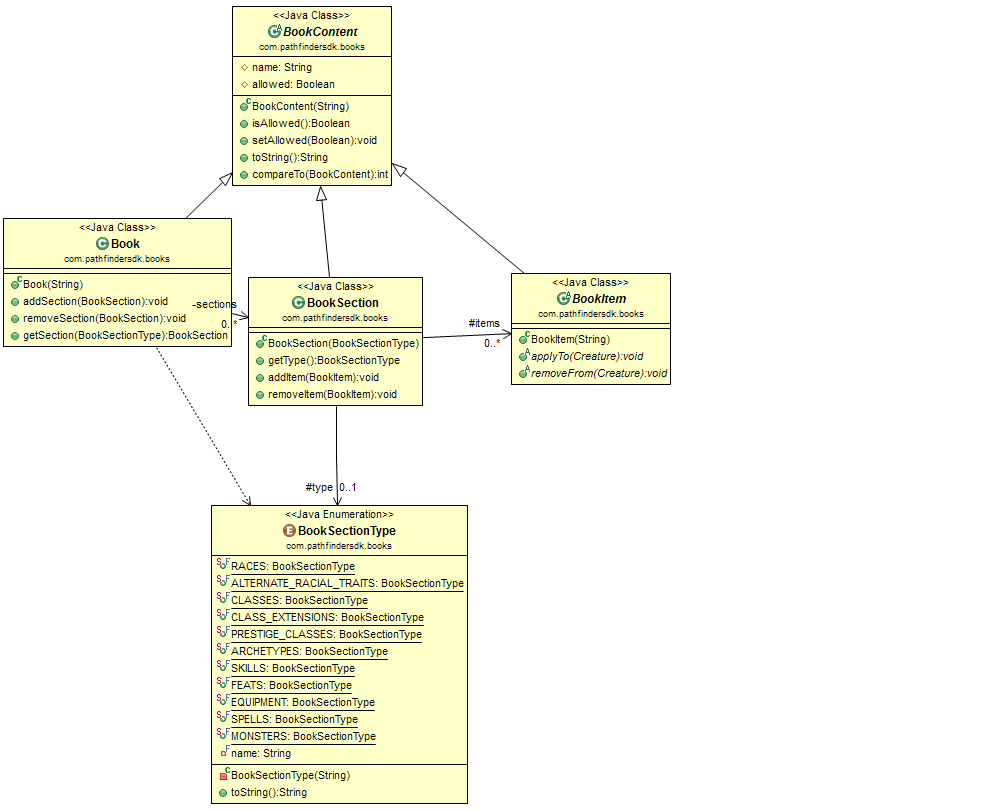 <<Java Class>>
BookContent
com.pathfindersdk.books
name: String
allowed: Boolean
BookContent(String)
isAllowed():Boolean
setAllowed(Boolean):void
toString():String
compareTo(BookContent):int
<<Java Class>>
Book
com.pathfindersdk.books
Book(String)
addSection(BookSection):void
removeSection(BookSection):void
getSection(BookSectionType):BookSection
-sections
0..*
<<Java Class>>
BookSection
com.pathfindersdk.books
BookSection(BookSectionType)
getType():BookSectionType
addItem(BookItem):void
removeItem(BookItem):void
#items
0..*
<<Java Class>>
BookItem
com.pathfindersdk.books
BookItem(String)
applyTo(Creature):void
removeFrom(Creature):void
#type 0..1
<<Java Enumeration>>
BookSectionType
com.pathfindersdk.books
RACES: BookSectionType
ALTERNATE_RACIAL_TRAITS: BookSectionType
CLASSES: BookSectionType
CLASS_EXTENSIONS: BookSectionType
PRESTIGE_CLASSES: BookSectionType
ARCHETYPES: BookSectionType
SKILLS: BookSectionType
FEATS: BookSectionType
EQUIPMENT: BookSectionType
SPELLS: BookSectionType
MONSTERS: BookSectionType
name: String
BookSectionType(String)
toString():String